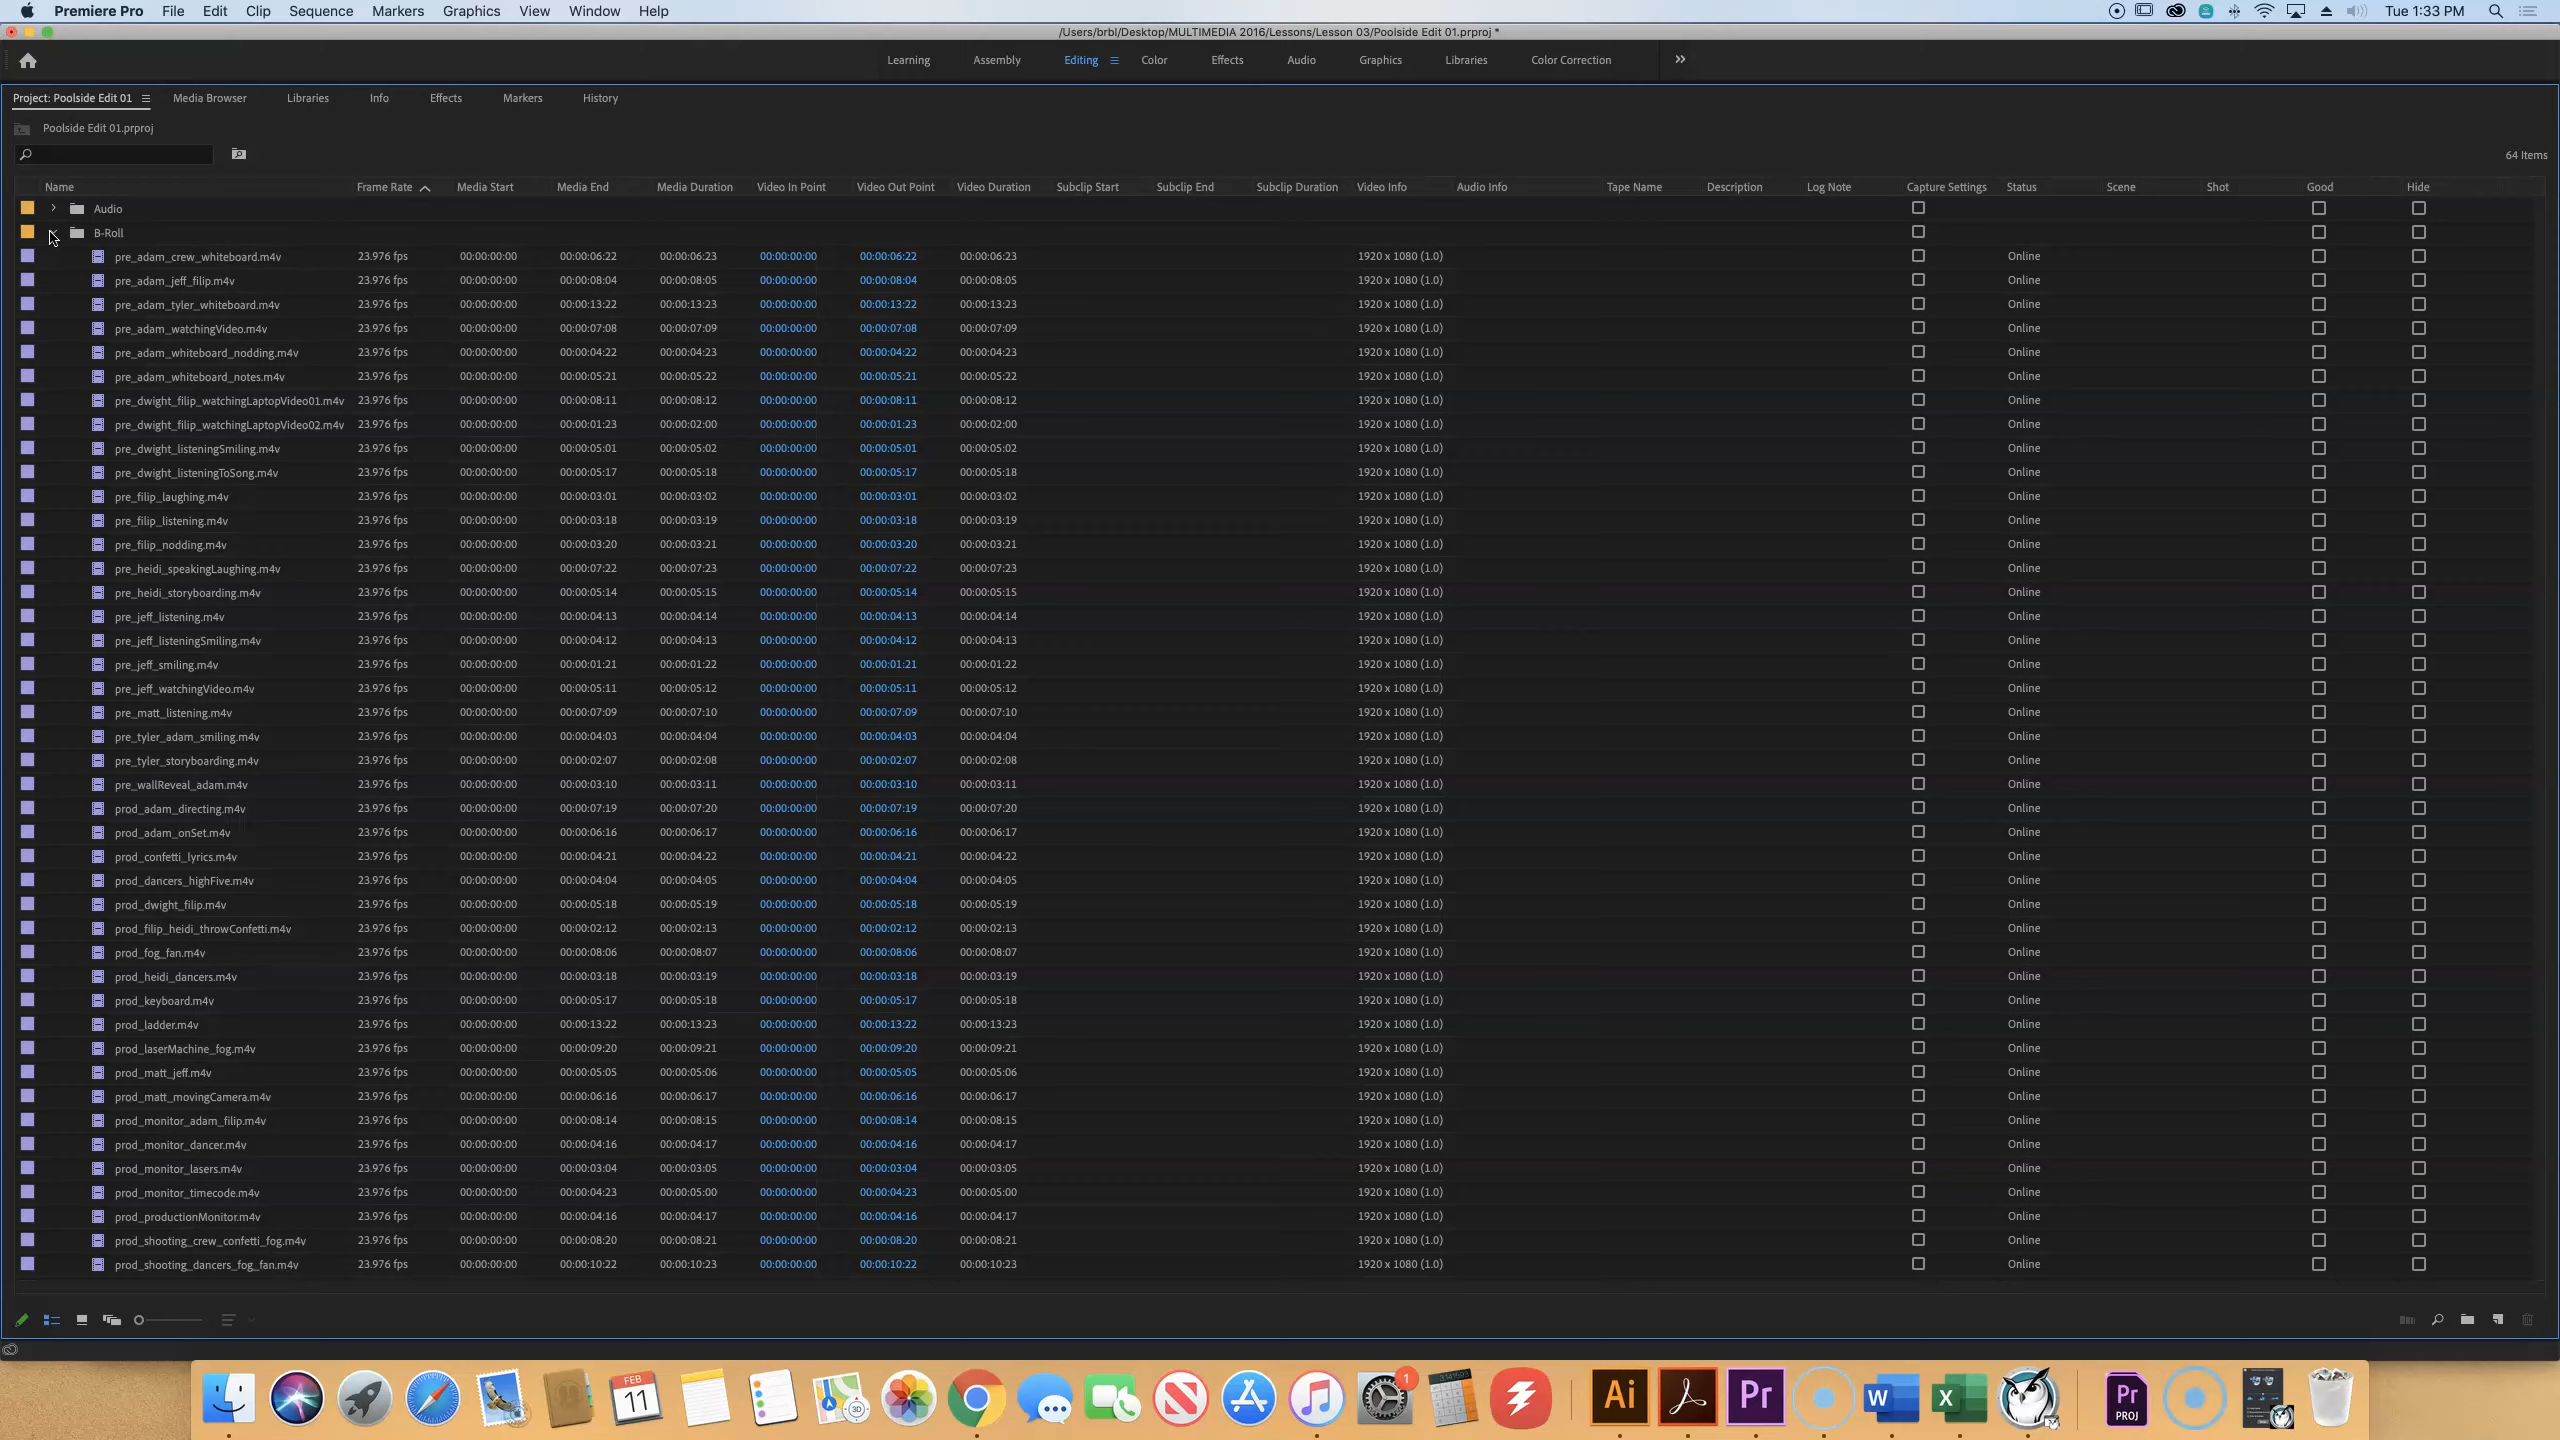 Premiere Pro File Edit Clip Sequence Markers Graphics View Window Help Tue 1:33 PM
/Users/brbl/Desktop/MULTIMEDIA 2016/Lessons/Lesson 03/Poolside Edit 01.prproj *
Learning Assembly Editing Color Effects Audio Graphics Libraries Color Correction
Project: Poolside Edit 01 Media Browser Libraries Info Effects Markers History
Poolside Edit 01.prproj
64 Items
Name Frame Rate Media Start Media End Media Duration Video In Point Video Out Point Video Duration Subclip Start Subclip End Subclip Duration Video Info Audio Info Tape Name Description Log Note Capture Settings Status Scene Shot Good Hide
Audio
B-Roll
pre_adam_crew_whiteboard.m4v 23.976 fps 00:00:00:00 00:00:06:22 00:00:06:23 00:00:00:00 00:00:06:22 00:00:06:23 1920 x 1080 (1.0) Online
pre_adam_jeff_filip.m4v 23.976 fps 00:00:00:00 00:00:08:04 00:00:08:05 00:00:00:00 00:00:08:04 00:00:08:05 1920 x 1080 (1.0) Online
pre_adam_tyler_whiteboard.m4v 23.976 fps 00:00:00:00 00:00:13:22 00:00:13:23 00:00:00:00 00:00:13:22 00:00:13:23 1920 x 1080 (1.0) Online
pre_adam_watchingVideo.m4v 23.976 fps 00:00:00:00 00:00:07:08 00:00:07:09 00:00:00:00 00:00:07:08 00:00:07:09 1920 x 1080 (1.0) Online
pre_adam_whiteboard_nodding.m4v 23.976 fps 00:00:00:00 00:00:04:22 00:00:04:23 00:00:00:00 00:00:04:22 00:00:04:23 1920 x 1080 (1.0) Online
pre_adam_whiteboard_notes.m4v 23.976 fps 00:00:00:00 00:00:05:21 00:00:05:22 00:00:00:00 00:00:05:21 00:00:05:22 1920 x 1080 (1.0) Online
pre_dwight_filip_watchingLaptopVideo01.m4v 23.976 fps 00:00:00:00 00:00:08:11 00:00:08:12 00:00:00:00 00:00:08:11 00:00:08:12 1920 x 1080 (1.0) Online
pre_dwight_filip_watchingLaptopVideo02.m4v 23.976 fps 00:00:00:00 00:00:01:23 00:00:02:00 00:00:00:00 00:00:01:23 00:00:02:00 1920 x 1080 (1.0) Online
pre_dwight_listeningSmiling.m4v 23.976 fps 00:00:00:00 00:00:05:01 00:00:05:02 00:00:00:00 00:00:05:01 00:00:05:02 1920 x 1080 (1.0) Online
pre_dwight_listeningToSong.m4v 23.976 fps 00:00:00:00 00:00:05:17 00:00:05:18 00:00:00:00 00:00:05:17 00:00:05:18 1920 x 1080 (1.0) Online
pre_filip_laughing.m4v 23.976 fps 00:00:00:00 00:00:03:01 00:00:03:02 00:00:00:00 00:00:03:01 00:00:03:02 1920 x 1080 (1.0) Online
pre_filip_listening.m4v 23.976 fps 00:00:00:00 00:00:03:18 00:00:03:19 00:00:00:00 00:00:03:18 00:00:03:19 1920 x 1080 (1.0) Online
pre_filip_nodding.m4v 23.976 fps 00:00:00:00 00:00:03:20 00:00:03:21 00:00:00:00 00:00:03:20 00:00:03:21 1920 x 1080 (1.0) Online
pre_heidi_speakingLaughing.m4v 23.976 fps 00:00:00:00 00:00:07:22 00:00:07:23 00:00:00:00 00:00:07:22 00:00:07:23 1920 x 1080 (1.0) Online
pre_heidi_storyboarding.m4v 23.976 fps 00:00:00:00 00:00:05:14 00:00:05:15 00:00:00:00 00:00:05:14 00:00:05:15 1920 x 1080 (1.0) Online
pre_jeff_listening.m4v 23.976 fps 00:00:00:00 00:00:04:13 00:00:04:14 00:00:00:00 00:00:04:13 00:00:04:14 1920 x 1080 (1.0) Online
pre_jeff_listeningSmiling.m4v 23.976 fps 00:00:00:00 00:00:04:12 00:00:04:13 00:00:00:00 00:00:04:12 00:00:04:13 1920 x 1080 (1.0) Online
pre_jeff_smiling.m4v 23.976 fps 00:00:00:00 00:00:01:21 00:00:01:22 00:00:00:00 00:00:01:21 00:00:01:22 1920 x 1080 (1.0) Online
pre_jeff_watchingVideo.m4v 23.976 fps 00:00:00:00 00:00:05:11 00:00:05:12 00:00:00:00 00:00:05:11 00:00:05:12 1920 x 1080 (1.0) Online
pre_matt_listening.m4v 23.976 fps 00:00:00:00 00:00:07:09 00:00:07:10 00:00:00:00 00:00:07:09 00:00:07:10 1920 x 1080 (1.0) Online
pre_tyler_adam_smiling.m4v 23.976 fps 00:00:00:00 00:00:04:03 00:00:04:04 00:00:00:00 00:00:04:03 00:00:04:04 1920 x 1080 (1.0) Online
pre_tyler_storyboarding.m4v 23.976 fps 00:00:00:00 00:00:02:07 00:00:02:08 00:00:00:00 00:00:02:07 00:00:02:08 1920 x 1080 (1.0) Online
pre_wallReveal_adam.m4v 23.976 fps 00:00:00:00 00:00:03:10 00:00:03:11 00:00:00:00 00:00:03:10 00:00:03:11 1920 x 1080 (1.0) Online
prod_adam_directing.m4v 23.976 fps 00:00:00:00 00:00:07:19 00:00:07:20 00:00:00:00 00:00:07:19 00:00:07:20 1920 x 1080 (1.0) Online
prod_adam_onSet.m4v 23.976 fps 00:00:00:00 00:00:06:16 00:00:06:17 00:00:00:00 00:00:06:16 00:00:06:17 1920 x 1080 (1.0) Online
prod_confetti_lyrics.m4v 23.976 fps 00:00:00:00 00:00:04:21 00:00:04:22 00:00:00:00 00:00:04:21 00:00:04:22 1920 x 1080 (1.0) Online
prod_dancers_highFive.m4v 23.976 fps 00:00:00:00 00:00:04:04 00:00:04:05 00:00:00:00 00:00:04:04 00:00:04:05 1920 x 1080 (1.0) Online
prod_dwight_filip.m4v 23.976 fps 00:00:00:00 00:00:05:18 00:00:05:19 00:00:00:00 00:00:05:18 00:00:05:19 1920 x 1080 (1.0) Online
prod_filip_heidi_throwConfetti.m4v 23.976 fps 00:00:00:00 00:00:02:12 00:00:02:13 00:00:00:00 00:00:02:12 00:00:02:13 1920 x 1080 (1.0) Online
prod_fog_fan.m4v 23.976 fps 00:00:00:00 00:00:08:06 00:00:08:07 00:00:00:00 00:00:08:06 00:00:08:07 1920 x 1080 (1.0) Online
prod_heidi_dancers.m4v 23.976 fps 00:00:00:00 00:00:03:18 00:00:03:19 00:00:00:00 00:00:03:18 00:00:03:19 1920 x 1080 (1.0) Online
prod_keyboard.m4v 23.976 fps 00:00:00:00 00:00:05:17 00:00:05:18 00:00:00:00 00:00:05:17 00:00:05:18 1920 x 1080 (1.0) Online
prod_ladder.m4v 23.976 fps 00:00:00:00 00:00:13:22 00:00:13:23 00:00:00:00 00:00:13:22 00:00:13:23 1920 x 1080 (1.0) Online
prod_laserMachine_fog.m4v 23.976 fps 00:00:00:00 00:00:09:20 00:00:09:21 00:00:00:00 00:00:09:20 00:00:09:21 1920 x 1080 (1.0) Online
prod_matt_jeff.m4v 23.976 fps 00:00:00:00 00:00:05:05 00:00:05:06 00:00:00:00 00:00:05:05 00:00:05:06 1920 x 1080 (1.0) Online
prod_matt_movingCamera.m4v 23.976 fps 00:00:00:00 00:00:06:16 00:00:06:17 00:00:00:00 00:00:06:16 00:00:06:17 1920 x 1080 (1.0) Online
prod_monitor_adam_filip.m4v 23.976 fps 00:00:00:00 00:00:08:14 00:00:08:15 00:00:00:00 00:00:08:14 00:00:08:15 1920 x 1080 (1.0) Online
prod_monitor_dancer.m4v 23.976 fps 00:00:00:00 00:00:04:16 00:00:04:17 00:00:00:00 00:00:04:16 00:00:04:17 1920 x 1080 (1.0) Online
prod_monitor_lasers.m4v 23.976 fps 00:00:00:00 00:00:03:04 00:00:03:05 00:00:00:00 00:00:03:04 00:00:03:05 1920 x 1080 (1.0) Online
prod_monitor_timecode.m4v 23.976 fps 00:00:00:00 00:00:04:23 00:00:05:00 00:00:00:00 00:00:04:23 00:00:05:00 1920 x 1080 (1.0) Online
prod_productionMonitor.m4v 23.976 fps 00:00:00:00 00:00:04:16 00:00:04:17 00:00:00:00 00:00:04:16 00:00:04:17 1920 x 1080 (1.0) Online
prod_shooting_crew_confetti_fog.m4v 23.976 fps 00:00:00:00 00:00:08:20 00:00:08:21 00:00:00:00 00:00:08:20 00:00:08:21 1920 x 1080 (1.0) Online
prod_shooting_dancers_fog_fan.m4v 23.976 fps 00:00:00:00 00:00:10:22 00:00:10:23 00:00:00:00 00:00:10:22 00:00:10:23 1920 x 1080 (1.0) Online
FEB 11 3D 1 Ai Pr W X Pr PROJ